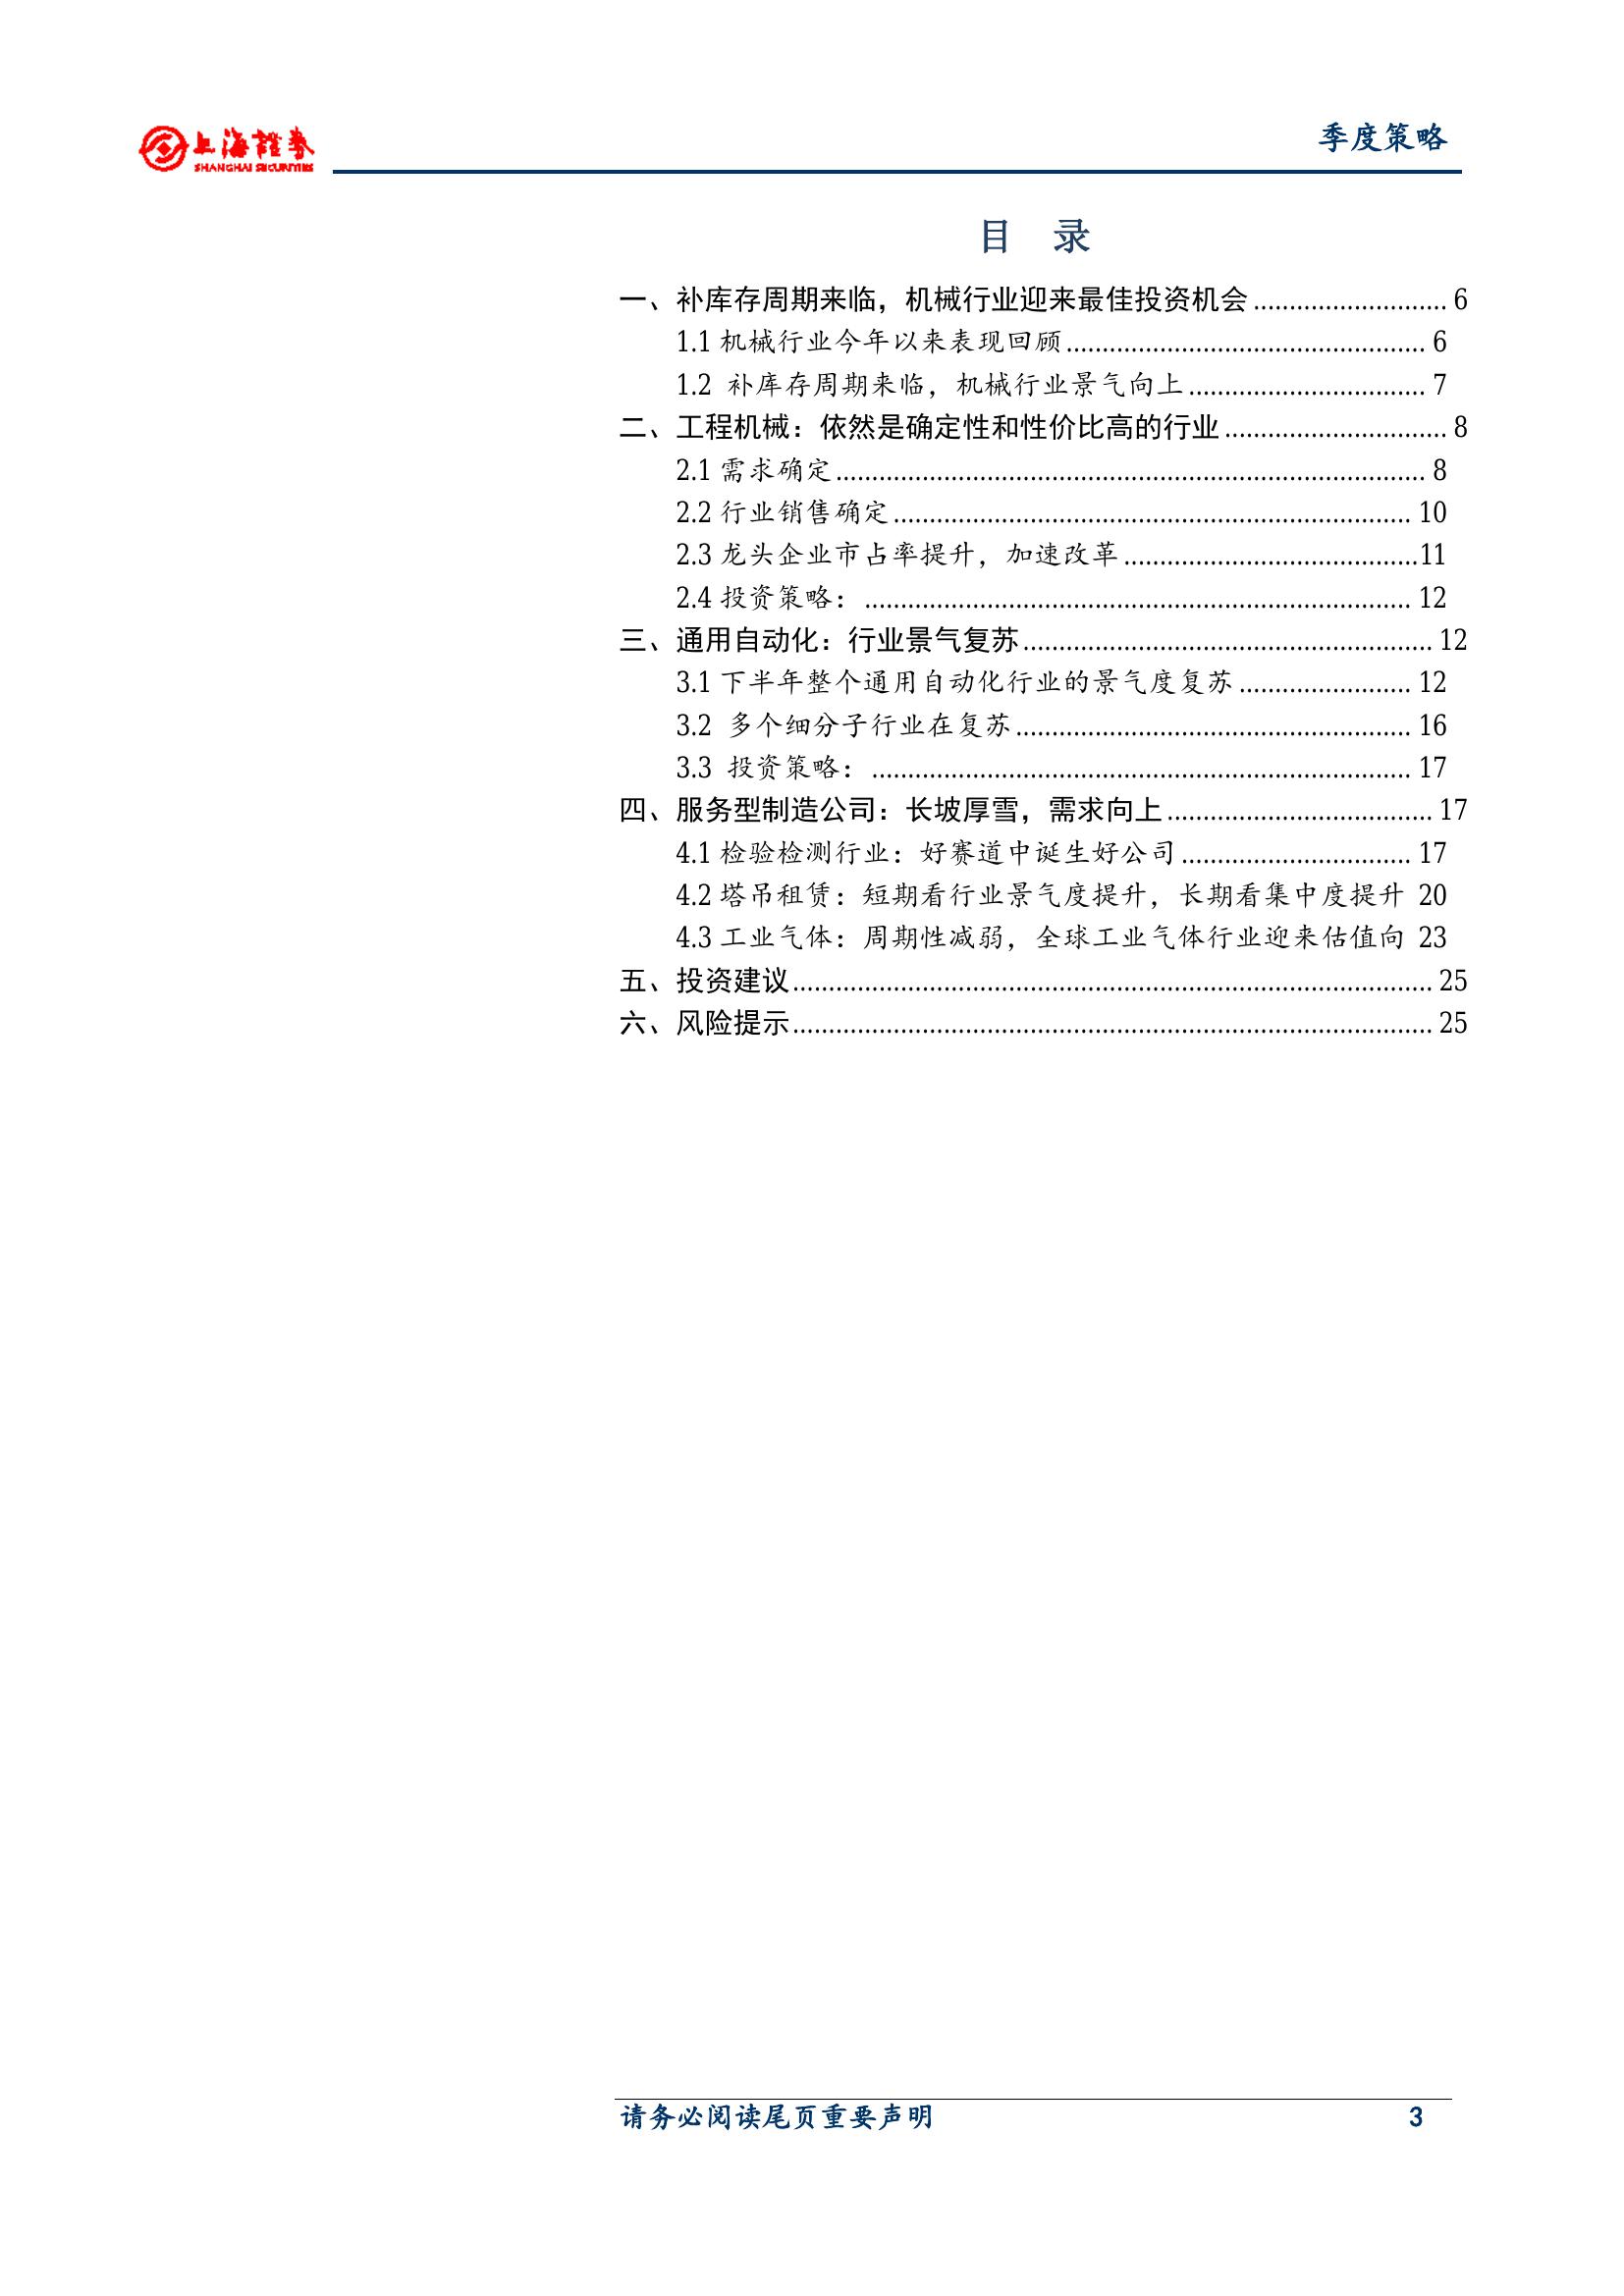 上海證券
SHANGHAI SECURITIES
季度策略
目 录
一、补库存周期来临，机械行业迎来最佳投资机会........................... 6
1.1 机械行业今年以来表现回顾.................................................. 6
1.2 补库存周期来临，机械行业景气向上................................. 7
二、工程机械：依然是确定性和性价比高的行业............................... 8
2.1 需求确定.................................................................................. 8
2.2 行业销售确定........................................................................ 10
2.3 龙头企业市占率提升，加速改革.........................................11
2.4 投资策略：............................................................................ 12
三、通用自动化：行业景气复苏......................................................... 12
3.1 下半年整个通用自动化行业的景气度复苏........................ 12
3.2 多个细分子行业在复苏....................................................... 16
3.3 投资策略：........................................................................... 17
四、服务型制造公司：长坡厚雪，需求向上..................................... 17
4.1 检验检测行业：好赛道中诞生好公司................................ 17
4.2 塔吊租赁：短期看行业景气度提升，长期看集中度提升 20
4.3 工业气体：周期性减弱，全球工业气体行业迎来估值向 23
五、投资建议......................................................................................... 25
六、风险提示......................................................................................... 25
请务必阅读尾页重要声明 3